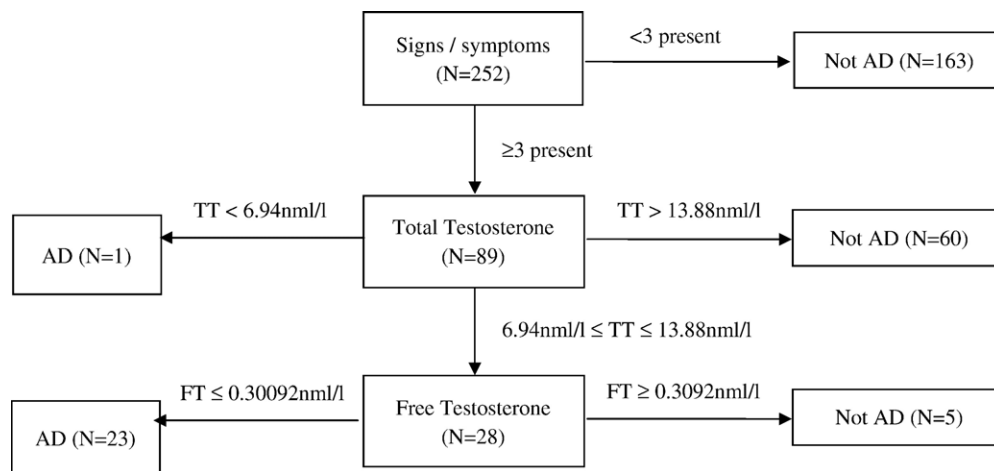 Signs / symptoms
(N=252)
<3 present
Not AD (N=163)
≥3 present
TT < 6.94nml/l
Total Testosterone
(N=89)
TT > 13.88nml/l
AD (N=1)
Not AD (N=60)
6.94nml/l ≤ TT ≤ 13.88nml/l
FT ≤ 0.30092nml/l
Free Testosterone
(N=28)
FT ≥ 0.3092nml/l
AD (N=23)
Not AD (N=5)